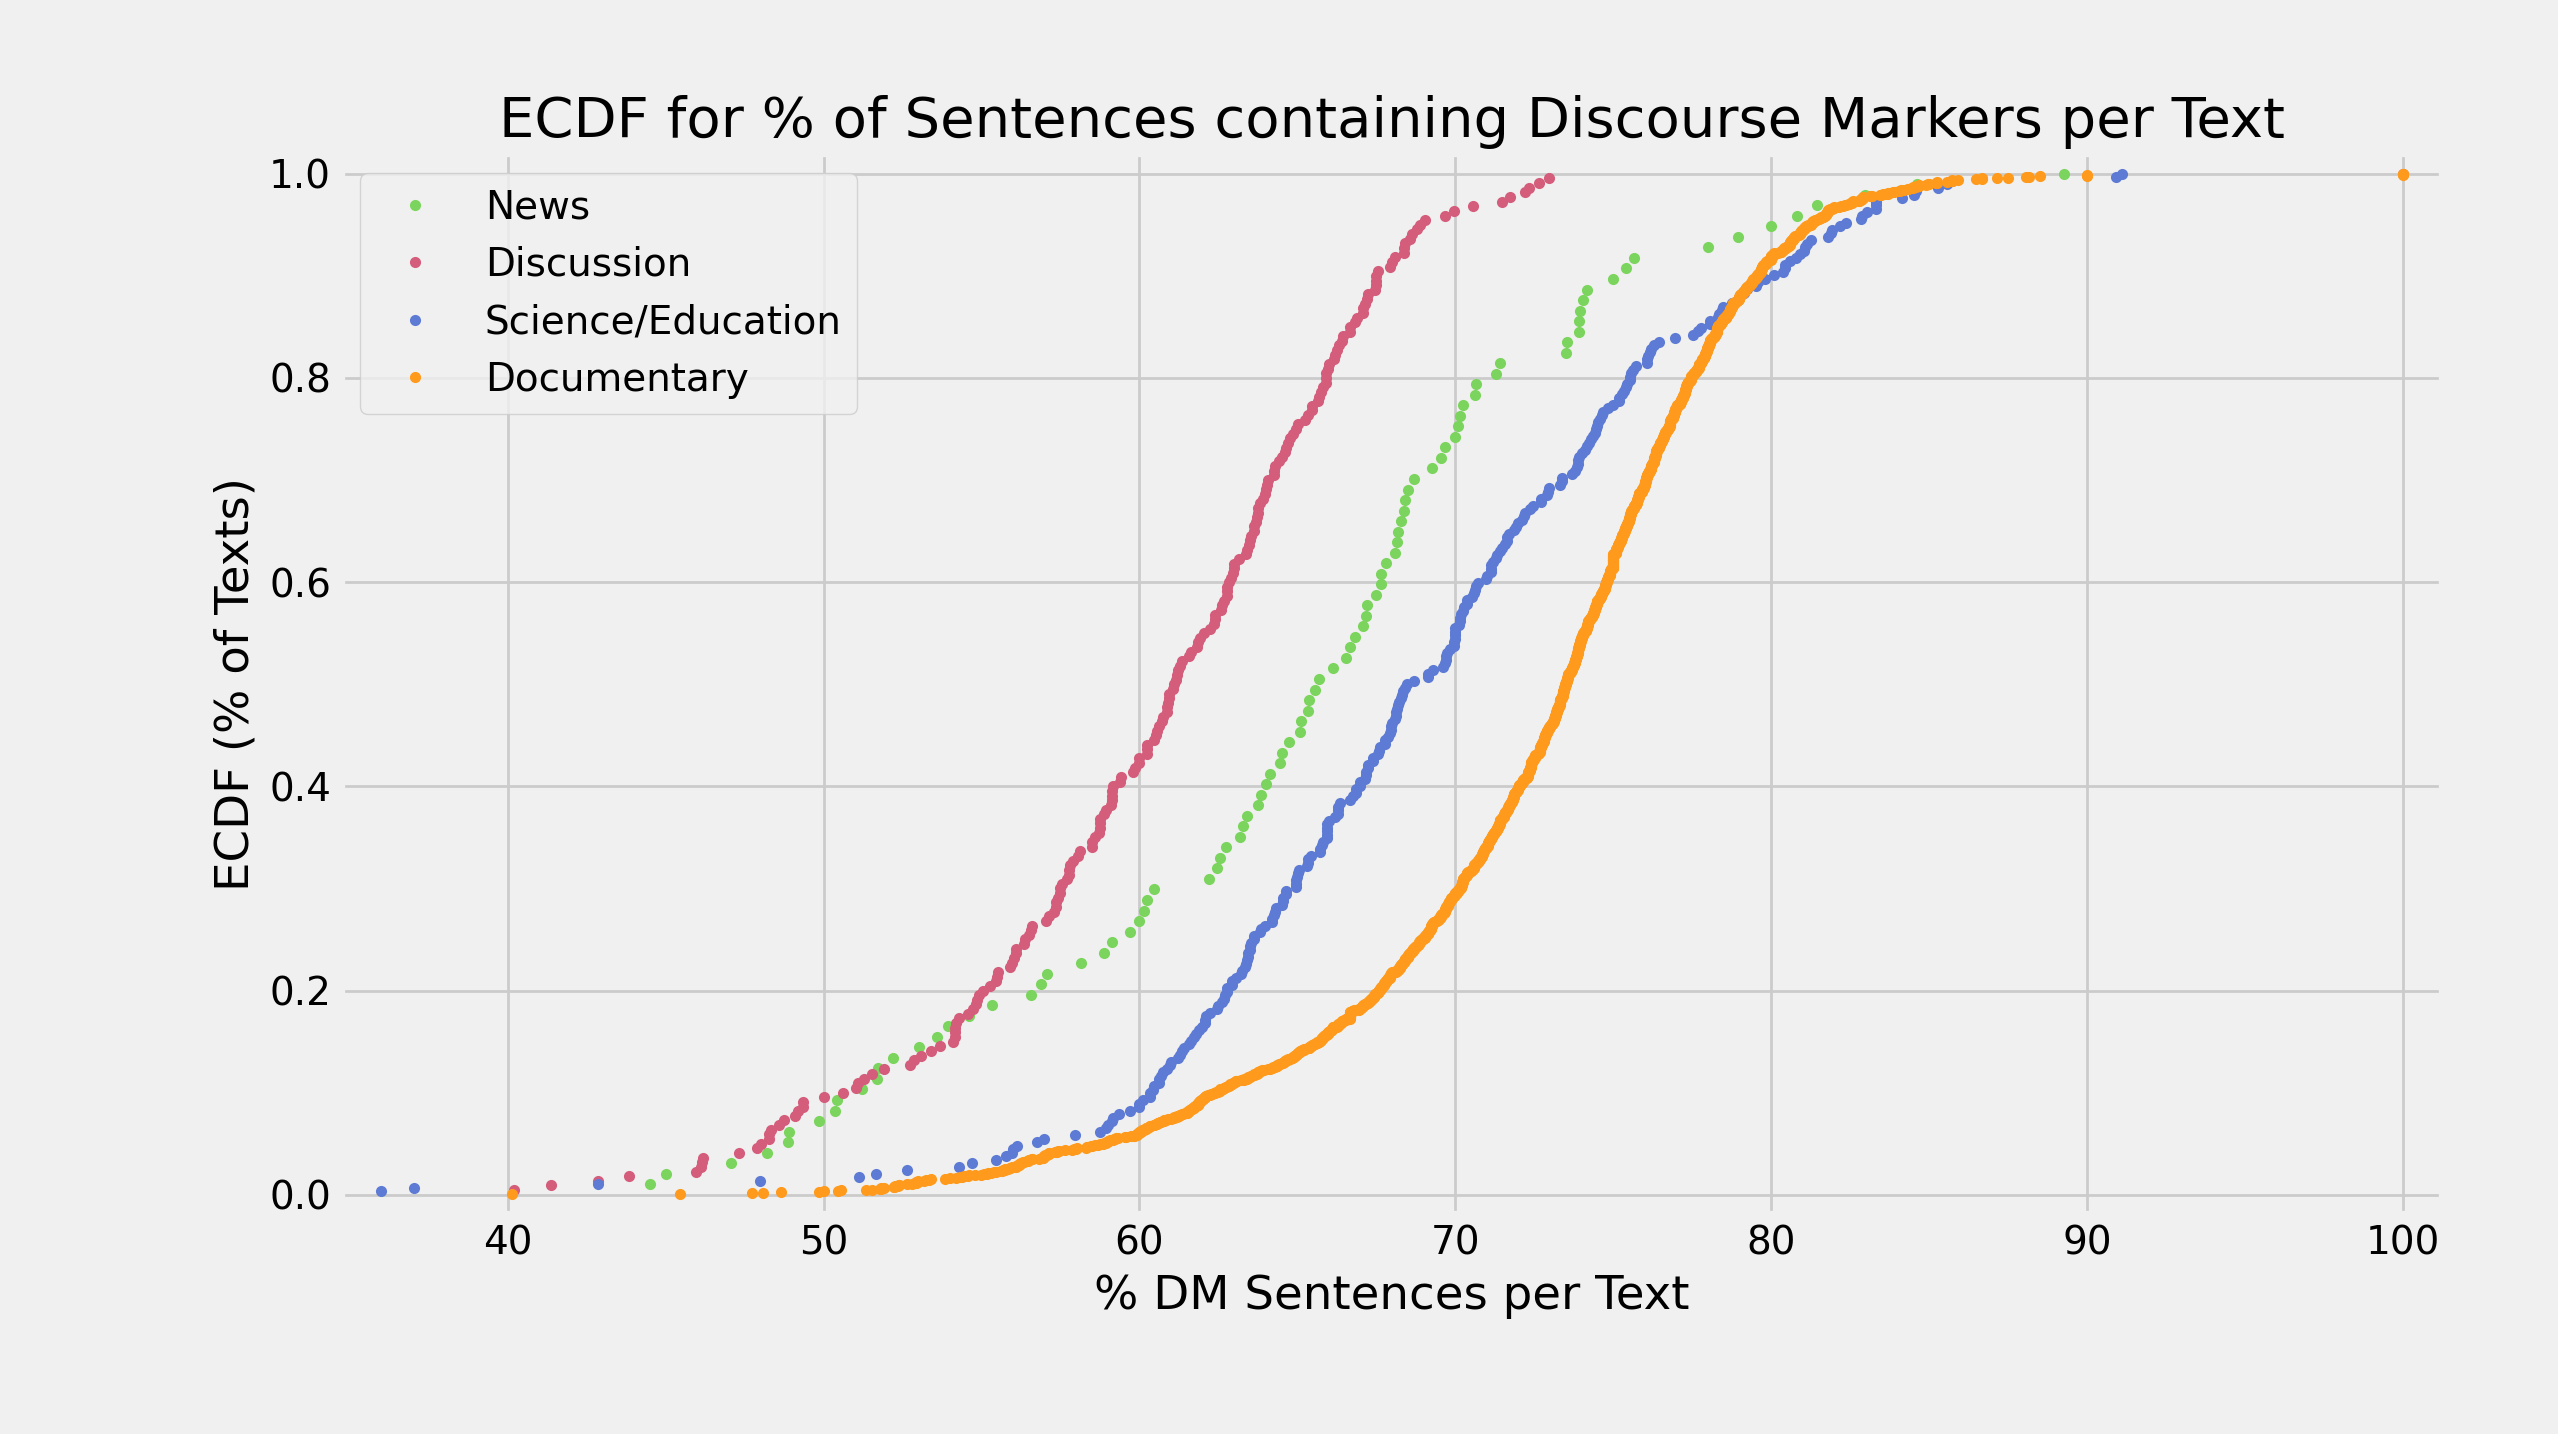 ECDF for % of Sentences containing Discourse Markers per Text
1.0
0.8
0.6
0.4
0.2
0.0
ECDF (% of Texts)
News
Discussion
Science/Education
Documentary
40 50 60 70 80 90 100
% DM Sentences per Text